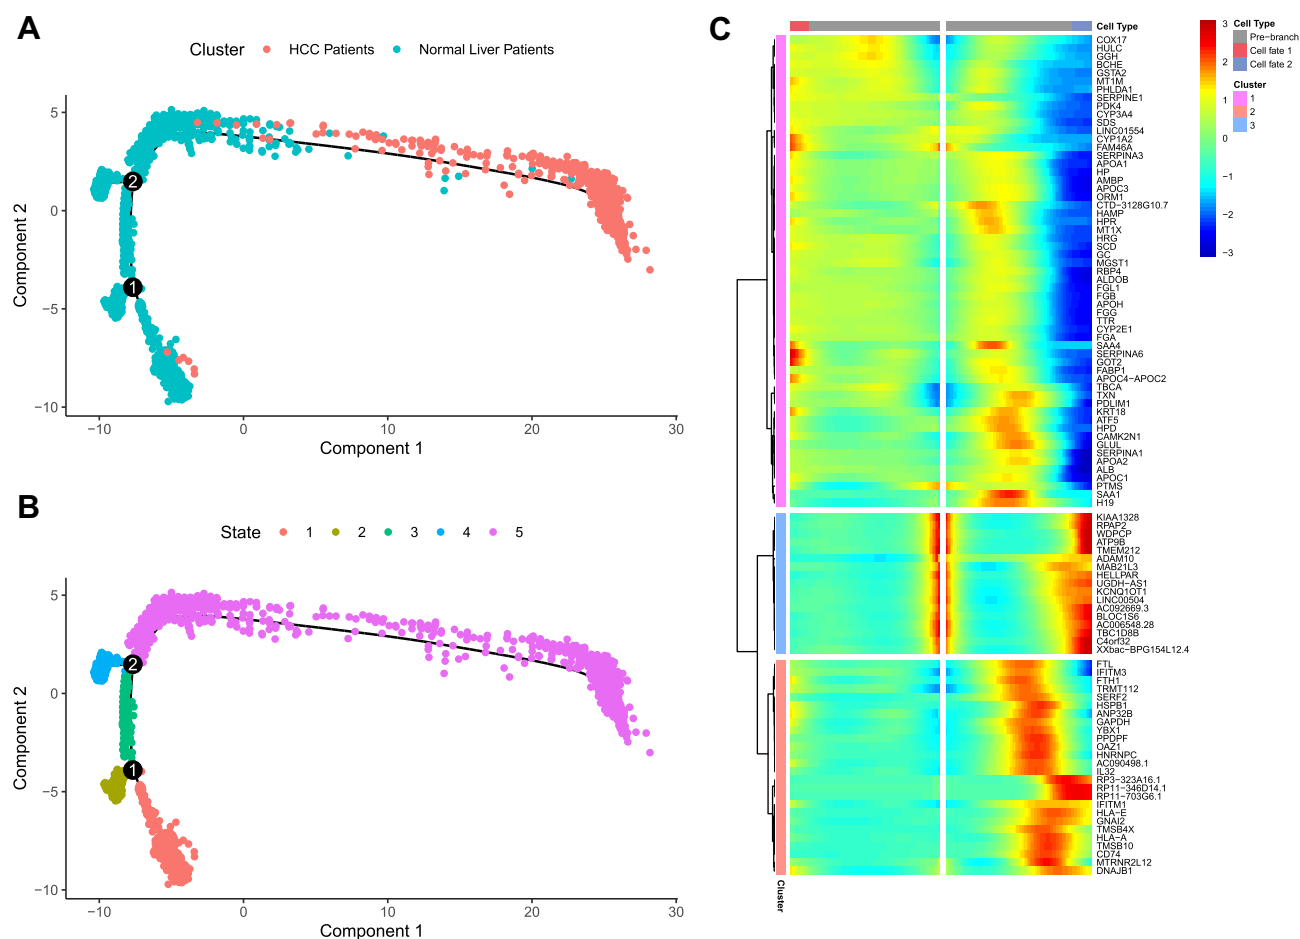 A
Cluster HCC Patients Normal Liver Patients
Component 2
5
0
−5
−10
2
1
−10 0 10 20 30
Component 1
B
State 1 2 3 4 5
Component 2
5
0
−5
−10
2
1
−10 0 10 20 30
Component 1
C
Cell Type
COX17
HULC
GGH
BCHE
GSTA2
MT1M
PHLDA1
SERPINE1
PDK4
CYP3A4
SDS
LINC01554
CYP1A2
FAM46A
SERPINA3
APOA1
HP
AMBP
APOC3
ORM1
CTD−3128G10.7
HAMP
HPR
MT1X
HRG
SCD
GC
MGST1
RBP4
ALDOB
FGL1
FGB
APOH
FGG
TTR
CYP2E1
FGA
SAA4
SERPINA6
GOT2
FABP1
APOC4−APOC2
TBCA
TXN
PDLIM1
KRT18
ATF5
HPD
CAMK2N1
GLUL
SERPINA1
APOA2
ALB
APOC1
PTMS
SAA1
H19
KIAA1328
RPAP2
WDPCP
ATP9B
TMEM212
ADAM10
MAB21L3
HELLPAR
UGDH−AS1
KCNQ1OT1
LINC00504
AC092669.3
BLOC1S6
AC006548.28
TBC1D8B
C4orf32
XXbac−BPG154L12.4
FTL
IFITM3
FTH1
TRMT112
SERF2
HSPB1
ANP32B
GAPDH
YBX1
PPDPF
OAZ1
HNRNPC
AC090498.1
IL32
RP3−323A16.1
RP11−346D14.1
RP11−703G6.1
IFITM1
HLA−E
GNAI2
TMSB4X
HLA−A
TMSB10
CD74
MTRNR2L12
DNAJB1
Cluster
3
2
1
0
−1
−2
−3
Cell Type
Pre−branch
Cell fate 1
Cell fate 2
Cluster
1
2
3